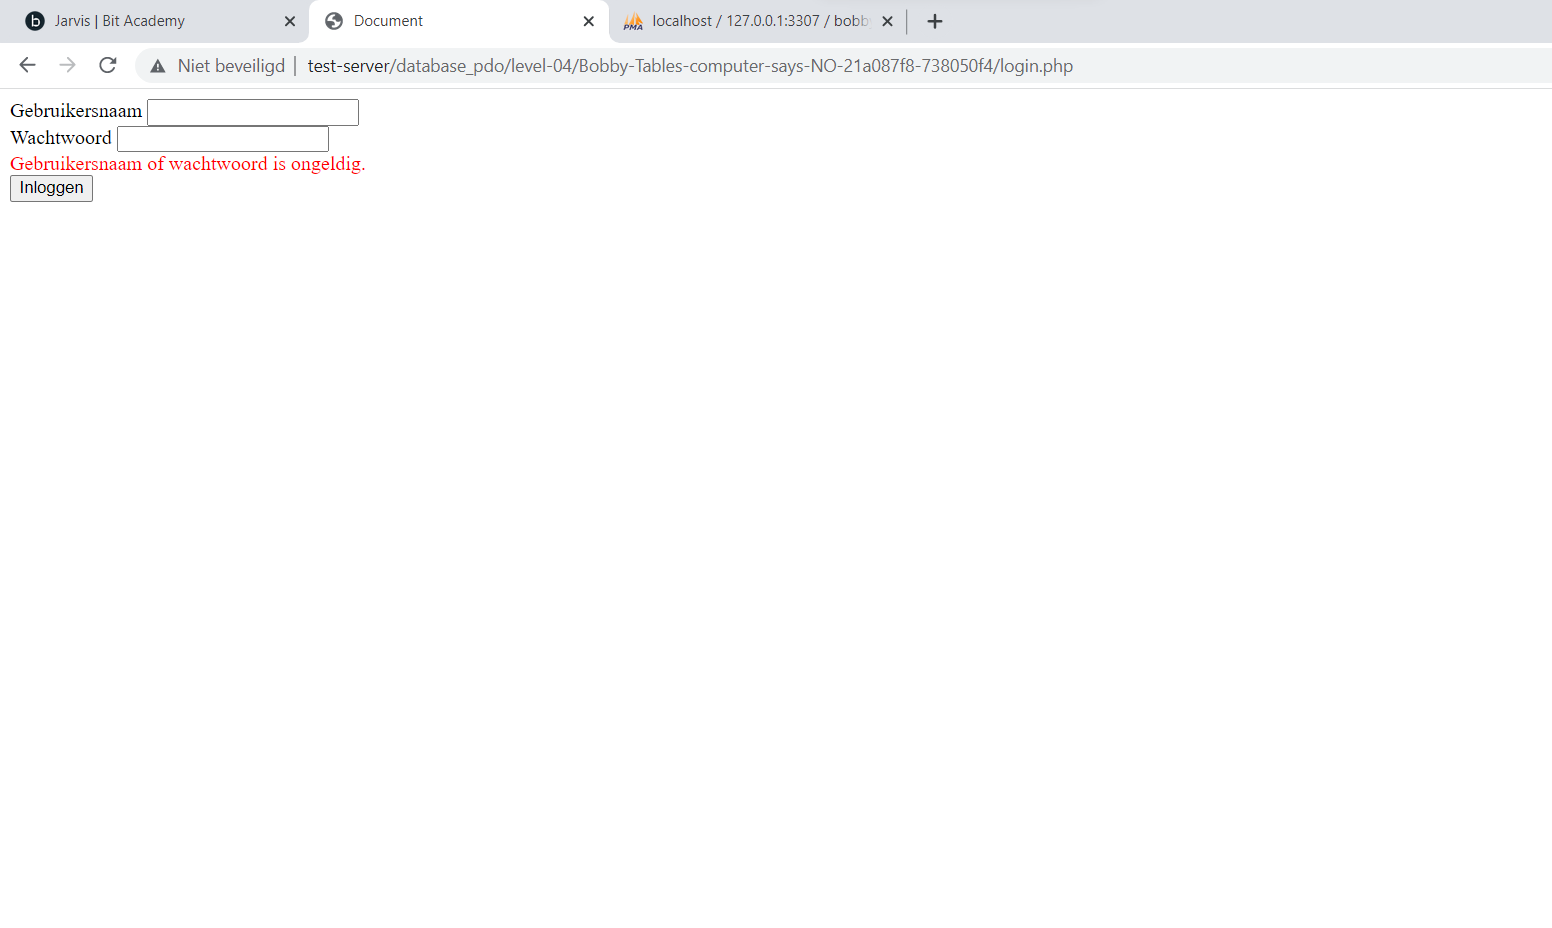 Jarvis | Bit Academy
Document
localhost / 127.0.0.1:3307 / bobb
Niet beveiligd | test-server/database_pdo/level-04/Bobby-Tables-computer-says-NO-21a087f8-738050f4/login.php
Gebruikersnaam
Wachtwoord
Gebruikersnaam of wachtwoord is ongeldig.
Inloggen